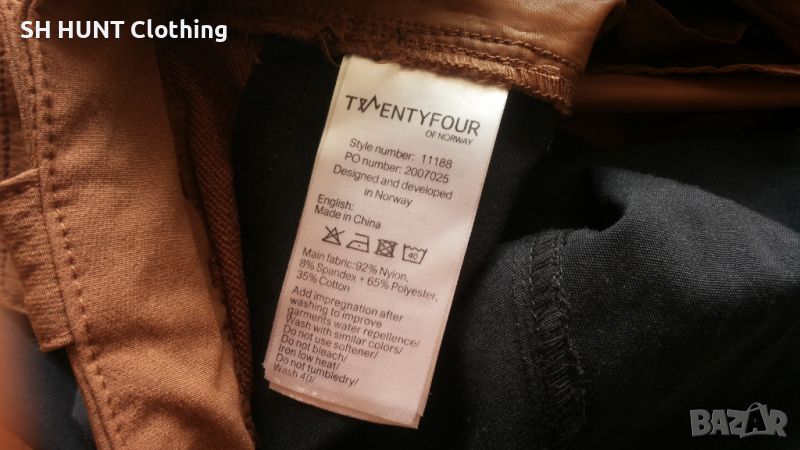 SH HUNT Clothing
TWENTYFOUR
OF NORWAY
Style number: 11188
PO number: 2007025
Designed and developed
in Norway
English:
Made in China
40
Main fabric:92% Nylon,
8% Spandex + 65% Polyester,
35% Cotton
Add impregnation after
washing to improve
garments water repellence/
Wash with similar colors/
Do not use softener/
Do not bleach/
Iron low heat/
Do not tumbledry/
Wash 40/
BAZAR